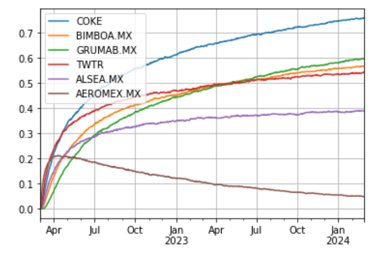 0.7
0.6
0.5
0.4
0.3
0.2
0.1
0.0
COKE
BIMBOA.MX
GRUMAB.MX
TWTR
ALSEA.MX
AEROMEX.MX
Apr Jul Oct Jan Apr Jul Oct Jan
2023 2024